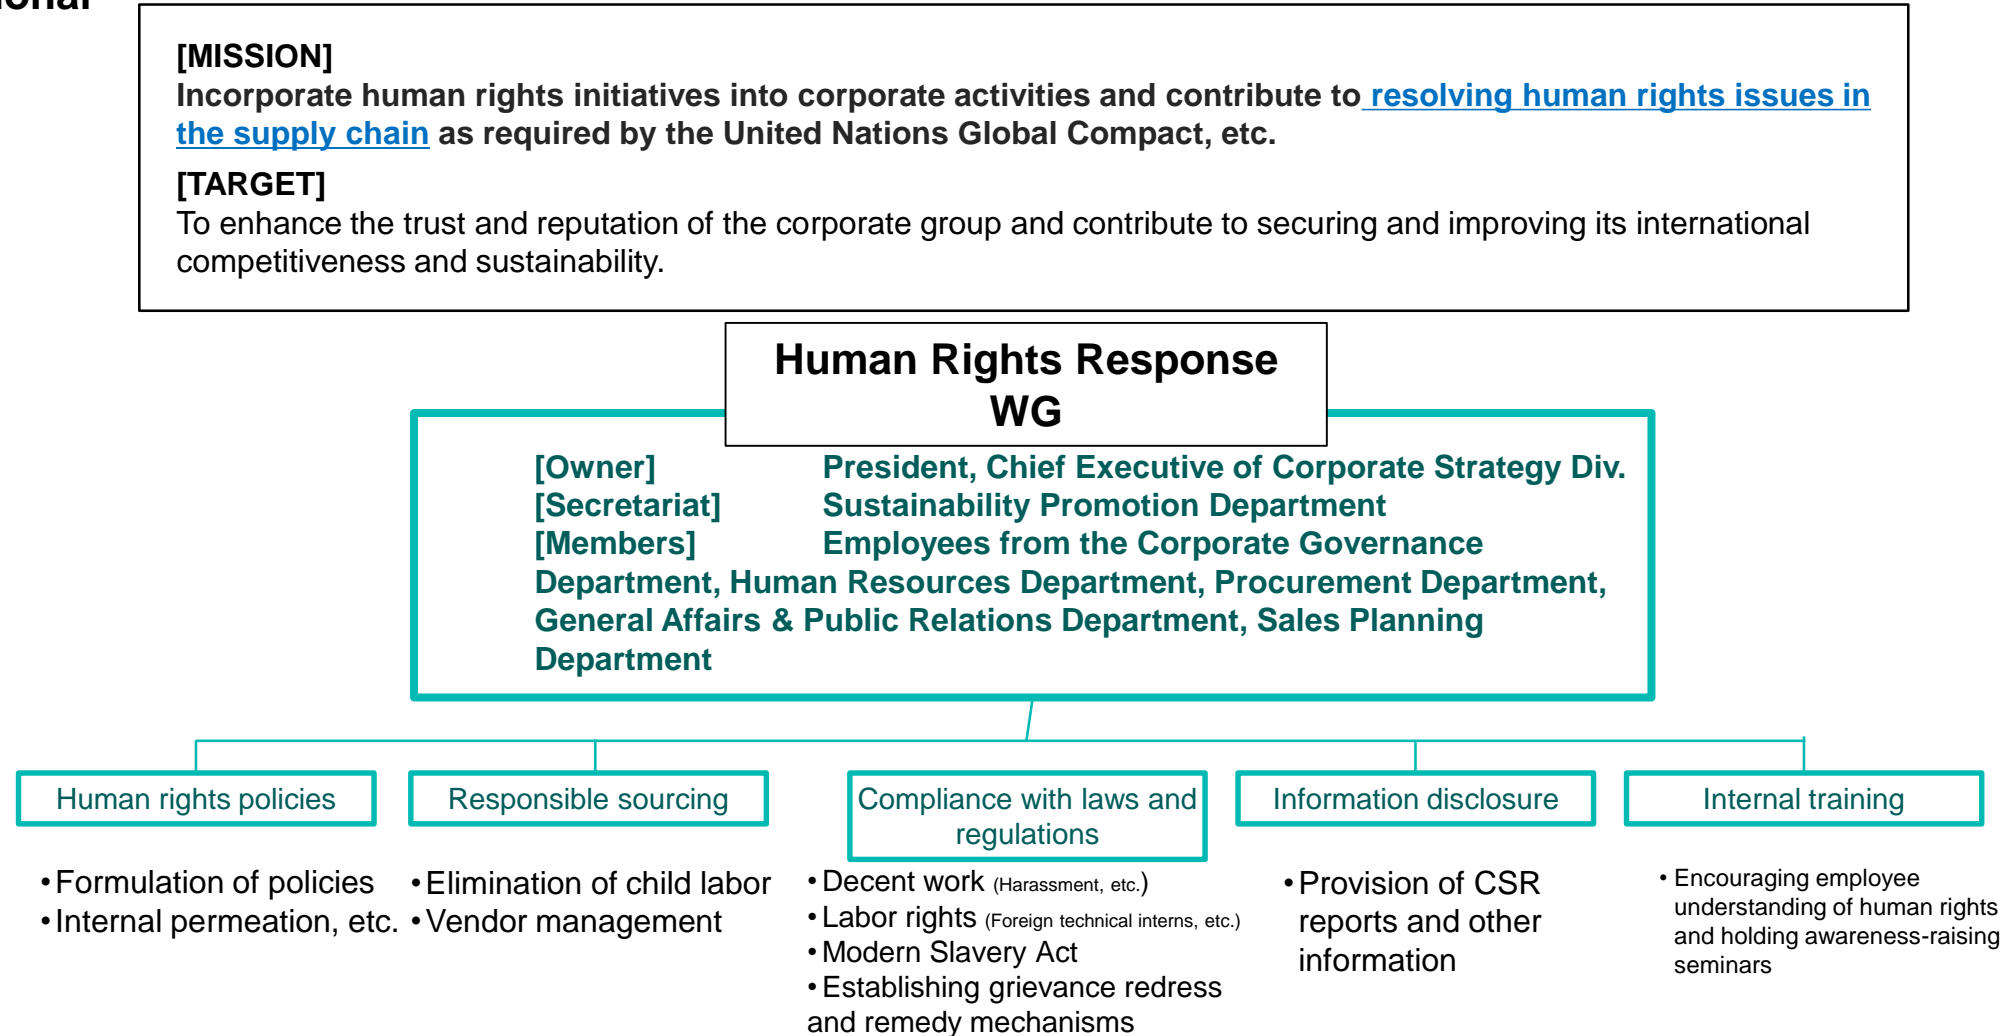 [MISSION]
Incorporate human rights initiatives into corporate activities and contribute to resolving human rights issues in
the supply chain as required by the United Nations Global Compact, etc.
[TARGET]
To enhance the trust and reputation of the corporate group and contribute to securing and improving its international
competitiveness and sustainability.
Human Rights Response
WG
[Owner] President, Chief Executive of Corporate Strategy Div.
[Secretariat] Sustainability Promotion Department
[Members] Employees from the Corporate Governance
Department, Human Resources Department, Procurement Department,
General Affairs & Public Relations Department, Sales Planning
Department
Human rights policies
•Formulation of policies
•Internal permeation, etc.
Responsible sourcing
•Elimination of child labor
•Vendor management
Compliance with laws and
regulations
•Decent work (Harassment, etc.)
•Labor rights (Foreign technical interns, etc.)
•Modern Slavery Act
•Establishing grievance redress
and remedy mechanisms
Information disclosure
•Provision of CSR
reports and other
information
Internal training
•Encouraging employee
understanding of human rights
and holding awareness-raising
seminars